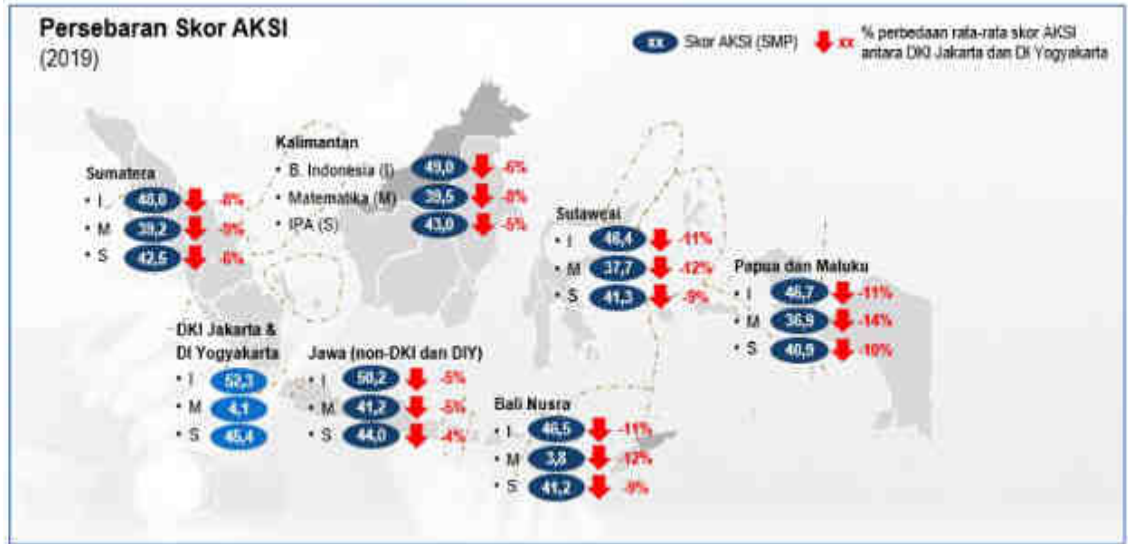 Persebaran Skor AKSI
(2019)
xx Skor AKSI (SMP)
xx % perbedaan rata-rata skor AKSI
antara DKI Jakarta dan DI Yogyakarta
Kalimantan
• B. Indonesia (I) 49,0 -6%
• Matematika (M) 39,5 -8%
• IPA (S) 43,0 -5%
Sumatera
• I 48,0 -8%
• M 39,2 -9%
• S 42,5 -6%
Sulawesi
• I 46,4 -11%
• M 37,7 -12%
• S 41,3 -9%
Papua dan Maluku
• I 46,7 -11%
• M 36,9 -14%
• S 40,9 -10%
DKI Jakarta &
DI Yogyakarta
• I 52,3
• M 4,1
• S 45,4
Jawa (non-DKI dan DIY)
• I 50,2 -5%
• M 41,2 -5%
• S 44,0 -4%
Bali Nusra
• I 46,5 -11%
• M 3,8 -12%
• S 41,2 -9%